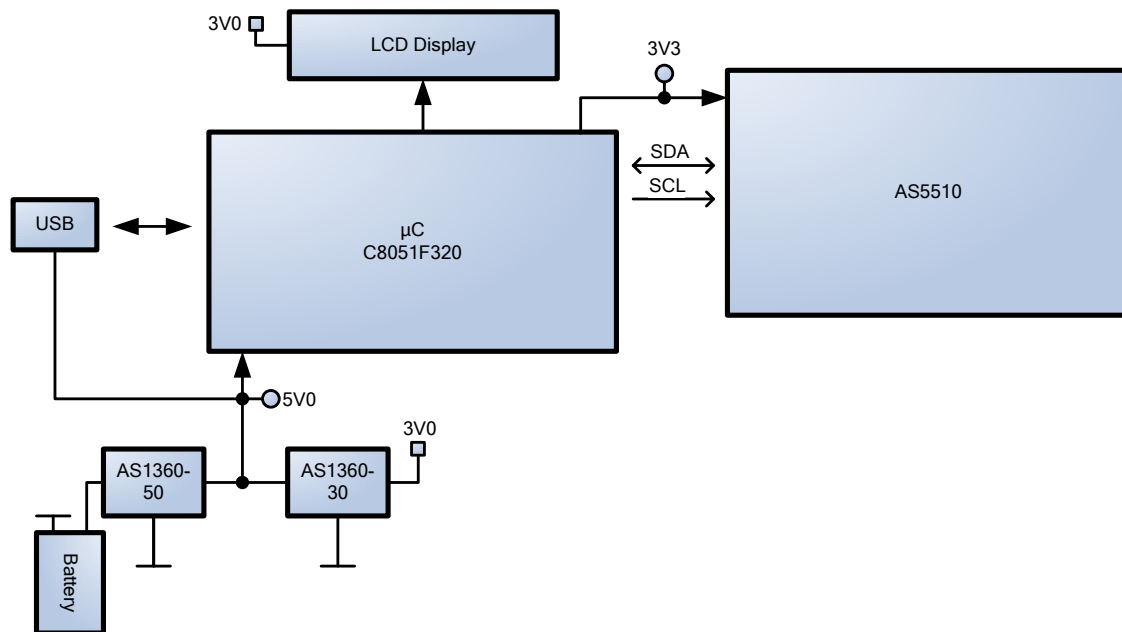 3V0
LCD Display
3V3
SDA
SCL
AS5510
USB
µC
C8051F320
5V0
3V0
AS1360-
50
AS1360-
30
Battery